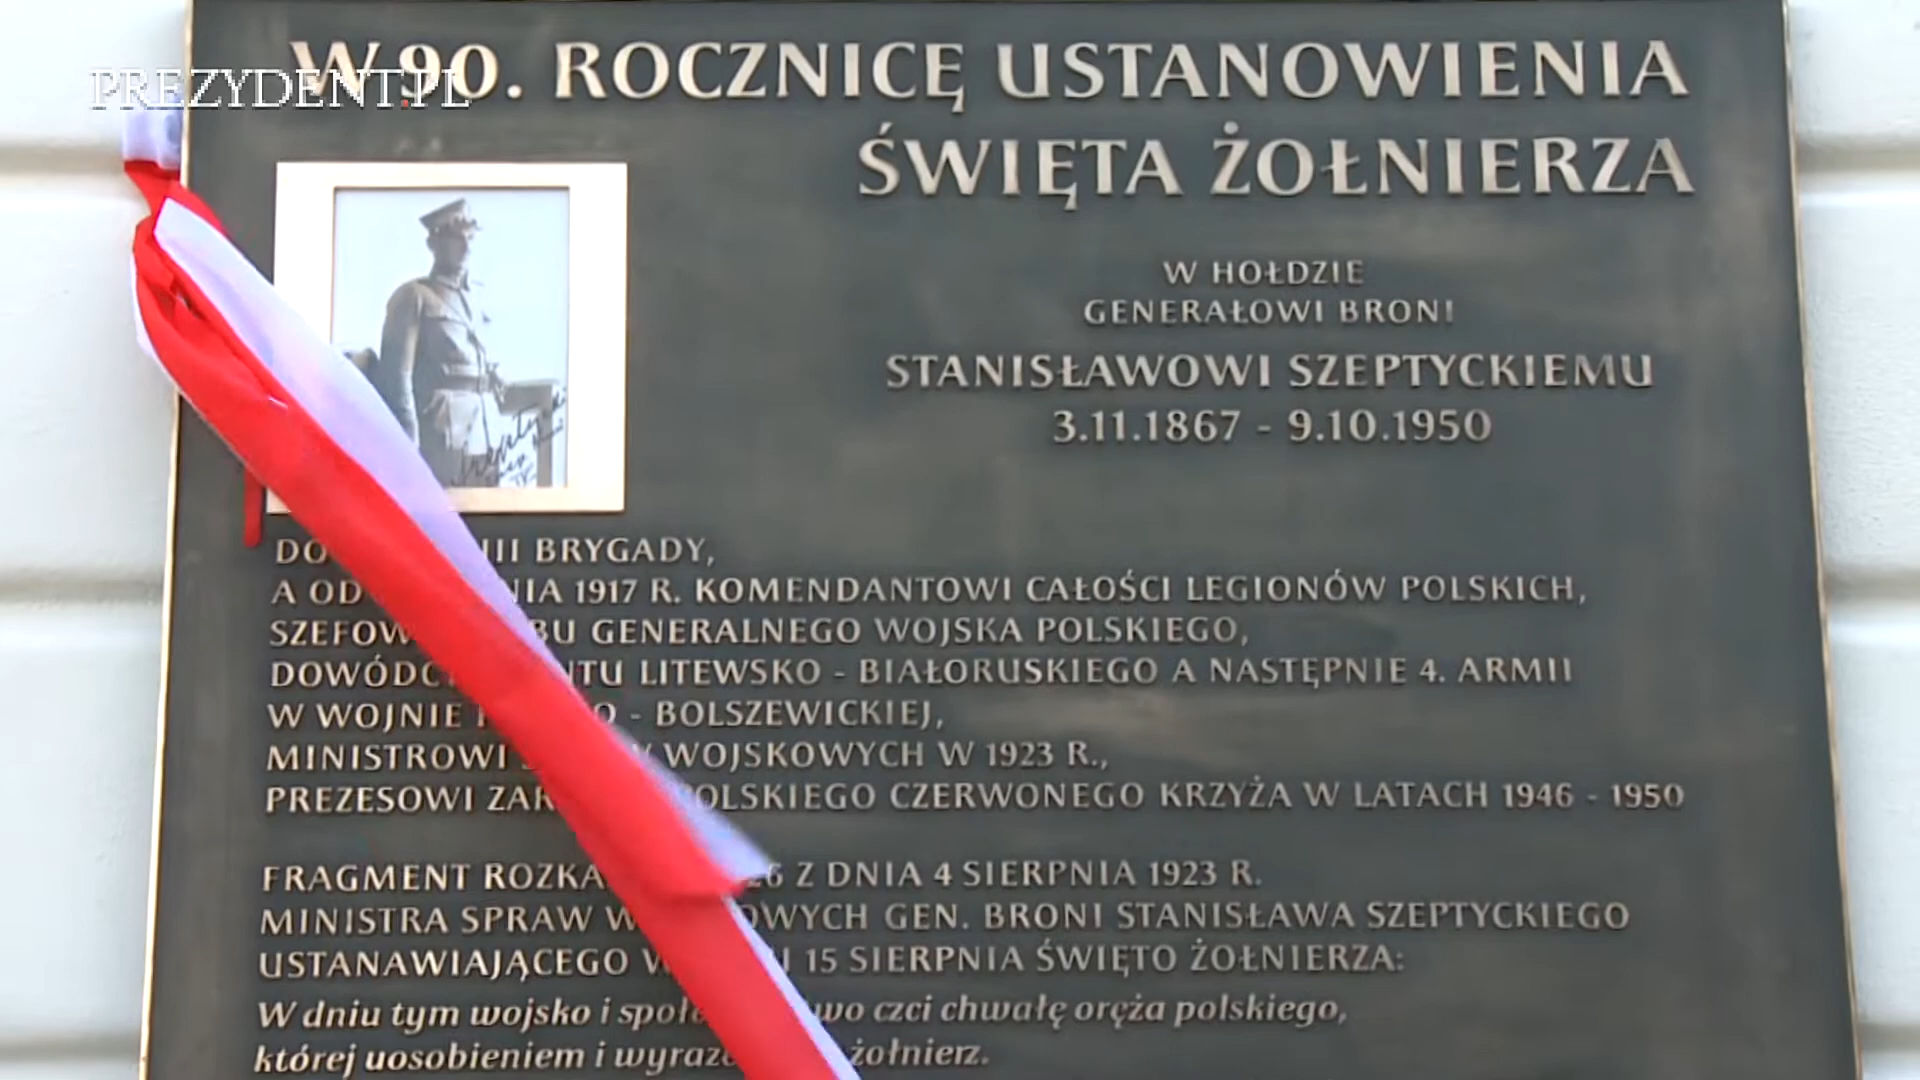 PREZYDENT.PL
W 90. ROCZNICĘ USTANOWIENIA
ŚWIĘTA ŻOŁNIERZA
W HOŁDZIE
GENERAŁOWI BRONI
STANISŁAWOWI SZEPTYCKIEMU
3.11.1867 - 9.10.1950
III BRYGADY,
A OD 1917 R. KOMENDANTOWI CAŁOŚCI LEGIONÓW POLSKICH,
GENERALNEGO WOJSKA POLSKIEGO,
LITEWSKO - BIAŁORUSKIEGO A NASTĘPNIE 4. ARMII
W WOJNIE - BOLSZEWICKIEJ,
MINISTROWI WOJSKOWYCH W 1923 R.,
PREZESOWI POLSKIEGO CZERWONEGO KRZYŻA W LATACH 1946 - 1950
FRAGMENT Z DNIA 4 SIERPNIA 1923 R.
MINISTRA SPRAW GEN. BRONI STANISŁAWA SZEPTYCKIEGO
USTANAWIAJĄCEGO 15 SIERPNIA ŚWIĘTO ŻOŁNIERZA:
W dniu tym wojsko i czci chwałę oręża polskiego,
której uosobieniem i żołnierz.